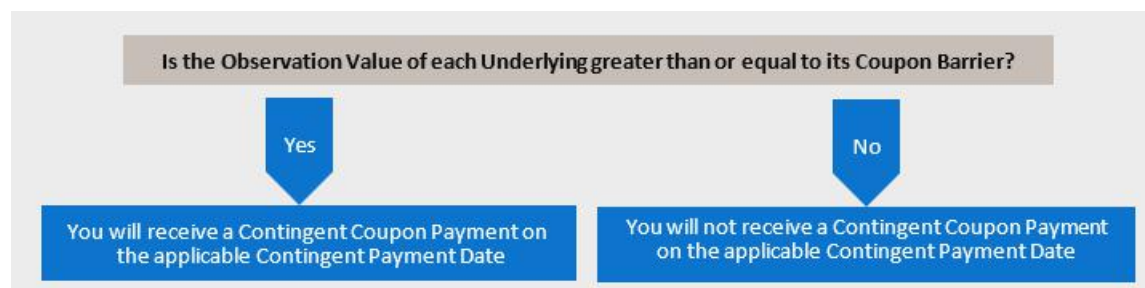 Is the Observation Value of each Underlying greater than or equal to its Coupon Barrier?
Yes
No
You will receive a Contingent Coupon Payment on
the applicable Contingent Payment Date
You will not receive a Contingent Coupon Payment
on the applicable Contingent Payment Date